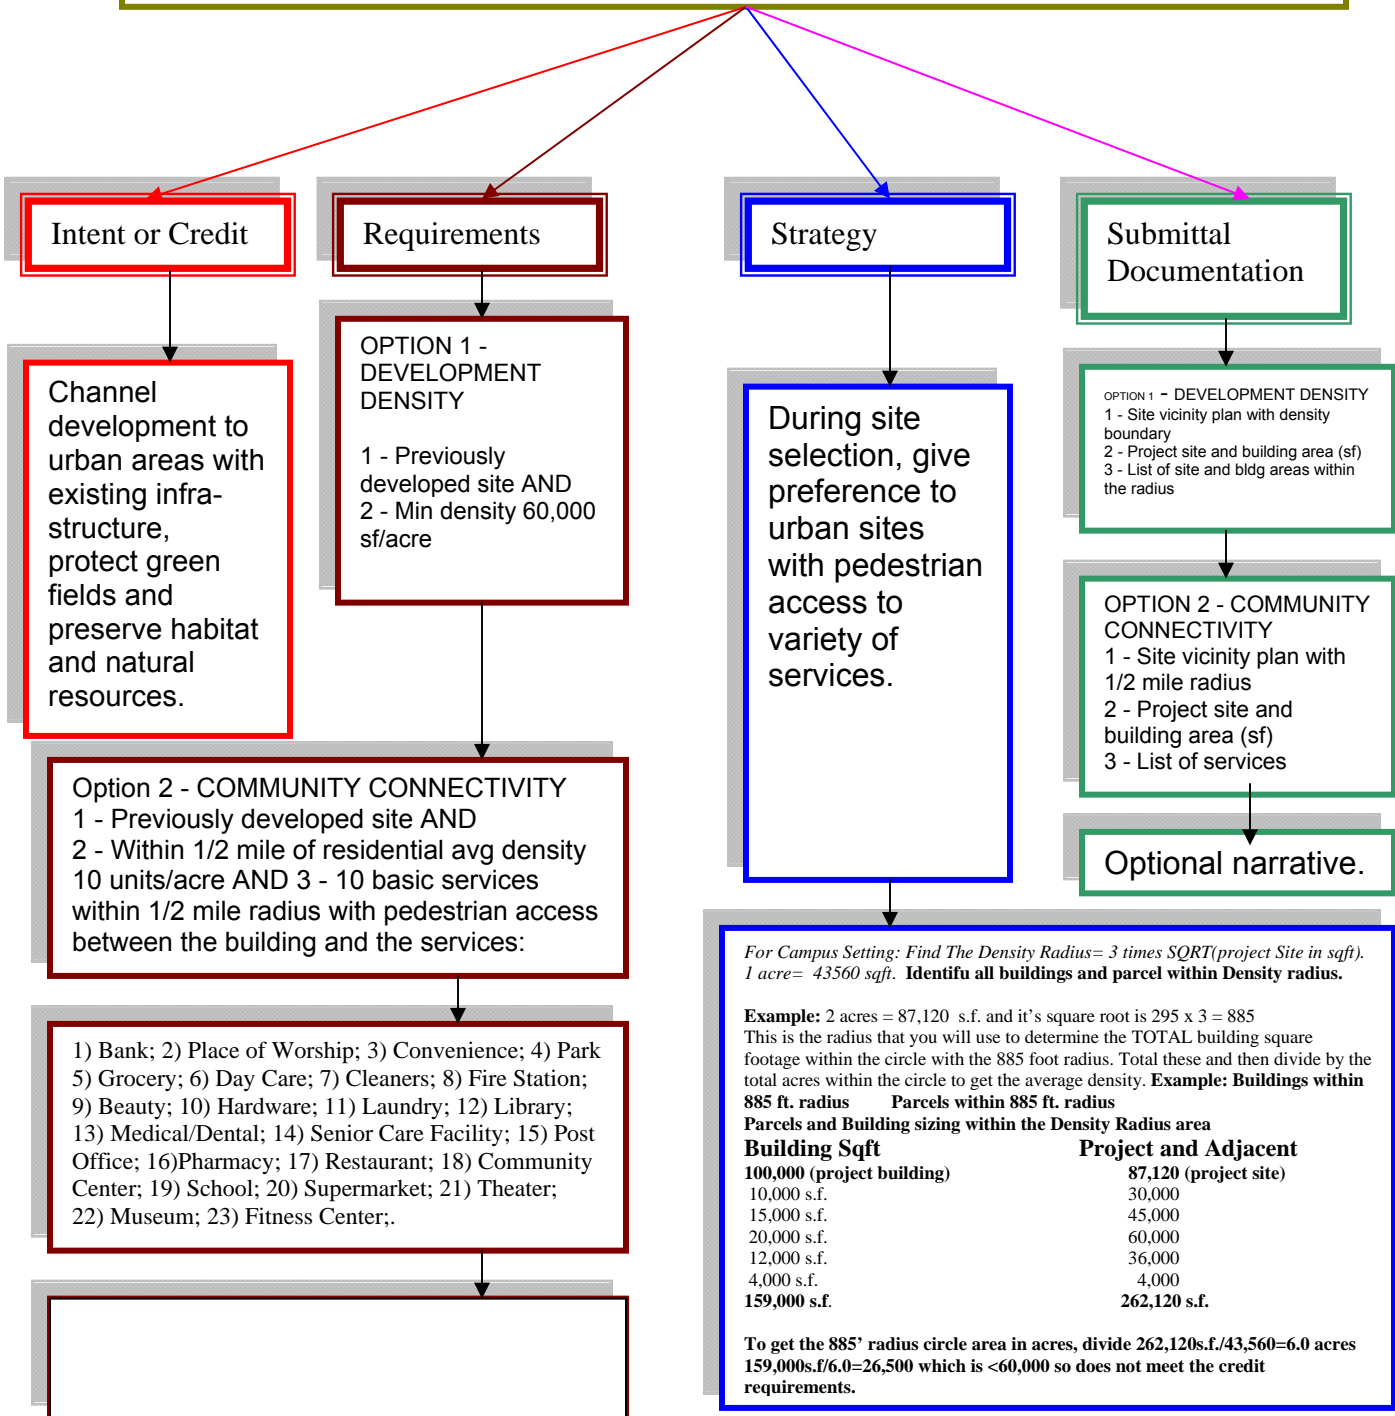 Intent or Credit
Requirements
Strategy
Submittal
Documentation
Channel
development to
urban areas with
existing infra-
structure,
protect green
fields and
preserve habitat
and natural
resources.
OPTION 1 -
DEVELOPMENT
DENSITY
1 - Previously
developed site AND
2 - Min density 60,000
sf/acre
Option 2 - COMMUNITY CONNECTIVITY
1 - Previously developed site AND
2 - Within 1/2 mile of residential avg density
10 units/acre AND 3 - 10 basic services
within 1/2 mile radius with pedestrian access
between the building and the services:
1) Bank; 2) Place of Worship; 3) Convenience; 4) Park
5) Grocery; 6) Day Care; 7) Cleaners; 8) Fire Station;
9) Beauty; 10) Hardware; 11) Laundry; 12) Library;
13) Medical/Dental; 14) Senior Care Facility; 15) Post
Office; 16)Pharmacy; 17) Restaurant; 18) Community
Center; 19) School; 20) Supermarket; 21) Theater;
22) Museum; 23) Fitness Center;.
During site
selection, give
preference to
urban sites
with pedestrian
access to
variety of
services.
For Campus Setting: Find The Density Radius= 3 times SQRT(project Site in sqft).
1 acre= 43560 sqft. Identifu all buildings and parcel within Density radius.
Example: 2 acres = 87,120 s.f. and it’s square root is 295 x 3 = 885
This is the radius that you will use to determine the TOTAL building square
footage within the circle with the 885 foot radius. Total these and then divide by the
total acres within the circle to get the average density. Example: Buildings within
885 ft. radius Parcels within 885 ft. radius
Parcels and Building sizing within the Density Radius area
Building Sqft Project and Adjacent
100,000 (project building) 87,120 (project site)
10,000 s.f. 30,000
15,000 s.f. 45,000
20,000 s.f. 60,000
12,000 s.f. 36,000
4,000 s.f. 4,000
159,000 s.f. 262,120 s.f.
To get the 885’ radius circle area in acres, divide 262,120s.f./43,560=6.0 acres
159,000s.f/6.0=26,500 which is <60,000 so does not meet the credit
requirements.
OPTION 1 - DEVELOPMENT DENSITY
1 - Site vicinity plan with density
boundary
2 - Project site and building area (sf)
3 - List of site and bldg areas within
the radius
OPTION 2 - COMMUNITY
CONNECTIVITY
1 - Site vicinity plan with
1/2 mile radius
2 - Project site and
building area (sf)
3 - List of services
Optional narrative.